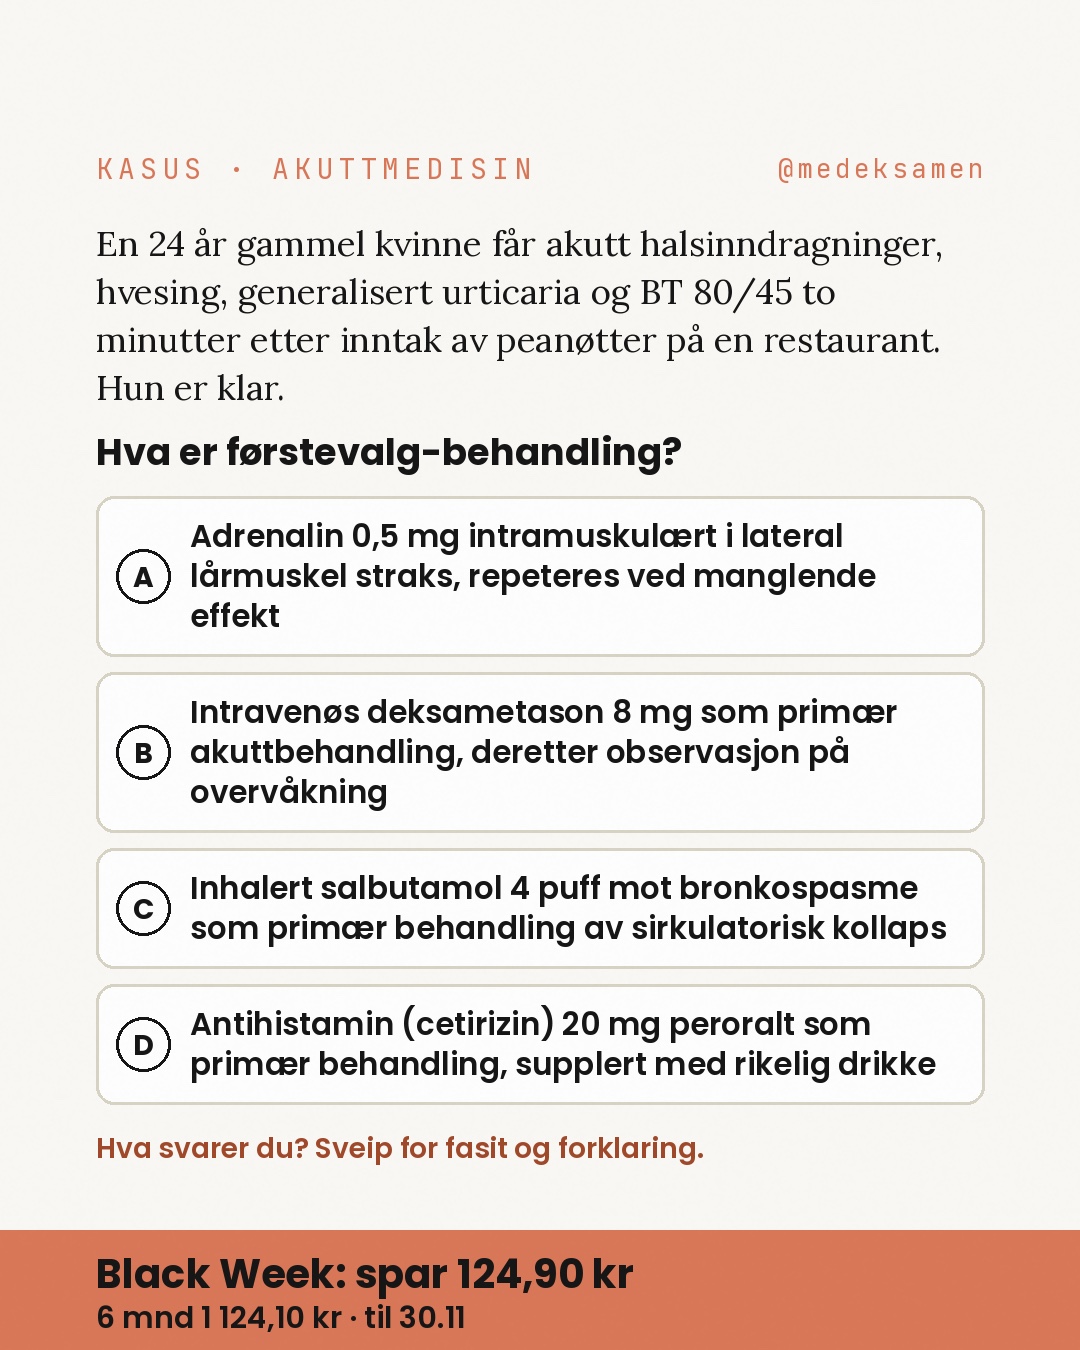 KASUS · AKUTTMEDISIN
@medeksamen
En 24 år gammel kvinne får akutt halsinndragninger,
hvesing, generalisert urticaria og BT 80/45 to
minutter etter inntak av peanøtter på en restaurant.
Hun er klar.
Hva er førstevalg-behandling?
A
Adrenalin 0,5 mg intramuskulært i lateral
lårmuskel straks, repeteres ved manglende
effekt
B
Intravenøs deksametason 8 mg som primær
akuttbehandling, deretter observasjon på
overvåkning
C
Inhalert salbutamol 4 puff mot bronkospasme
som primær behandling av sirkulatorisk kollaps
D
Antihistamin (cetirizin) 20 mg peroralt som
primær behandling, supplert med rikelig drikke
Hva svarer du? Sveip for fasit og forklaring.
Black Week: spar 124,90 kr
6 mnd 1 124,10 kr · til 30.11